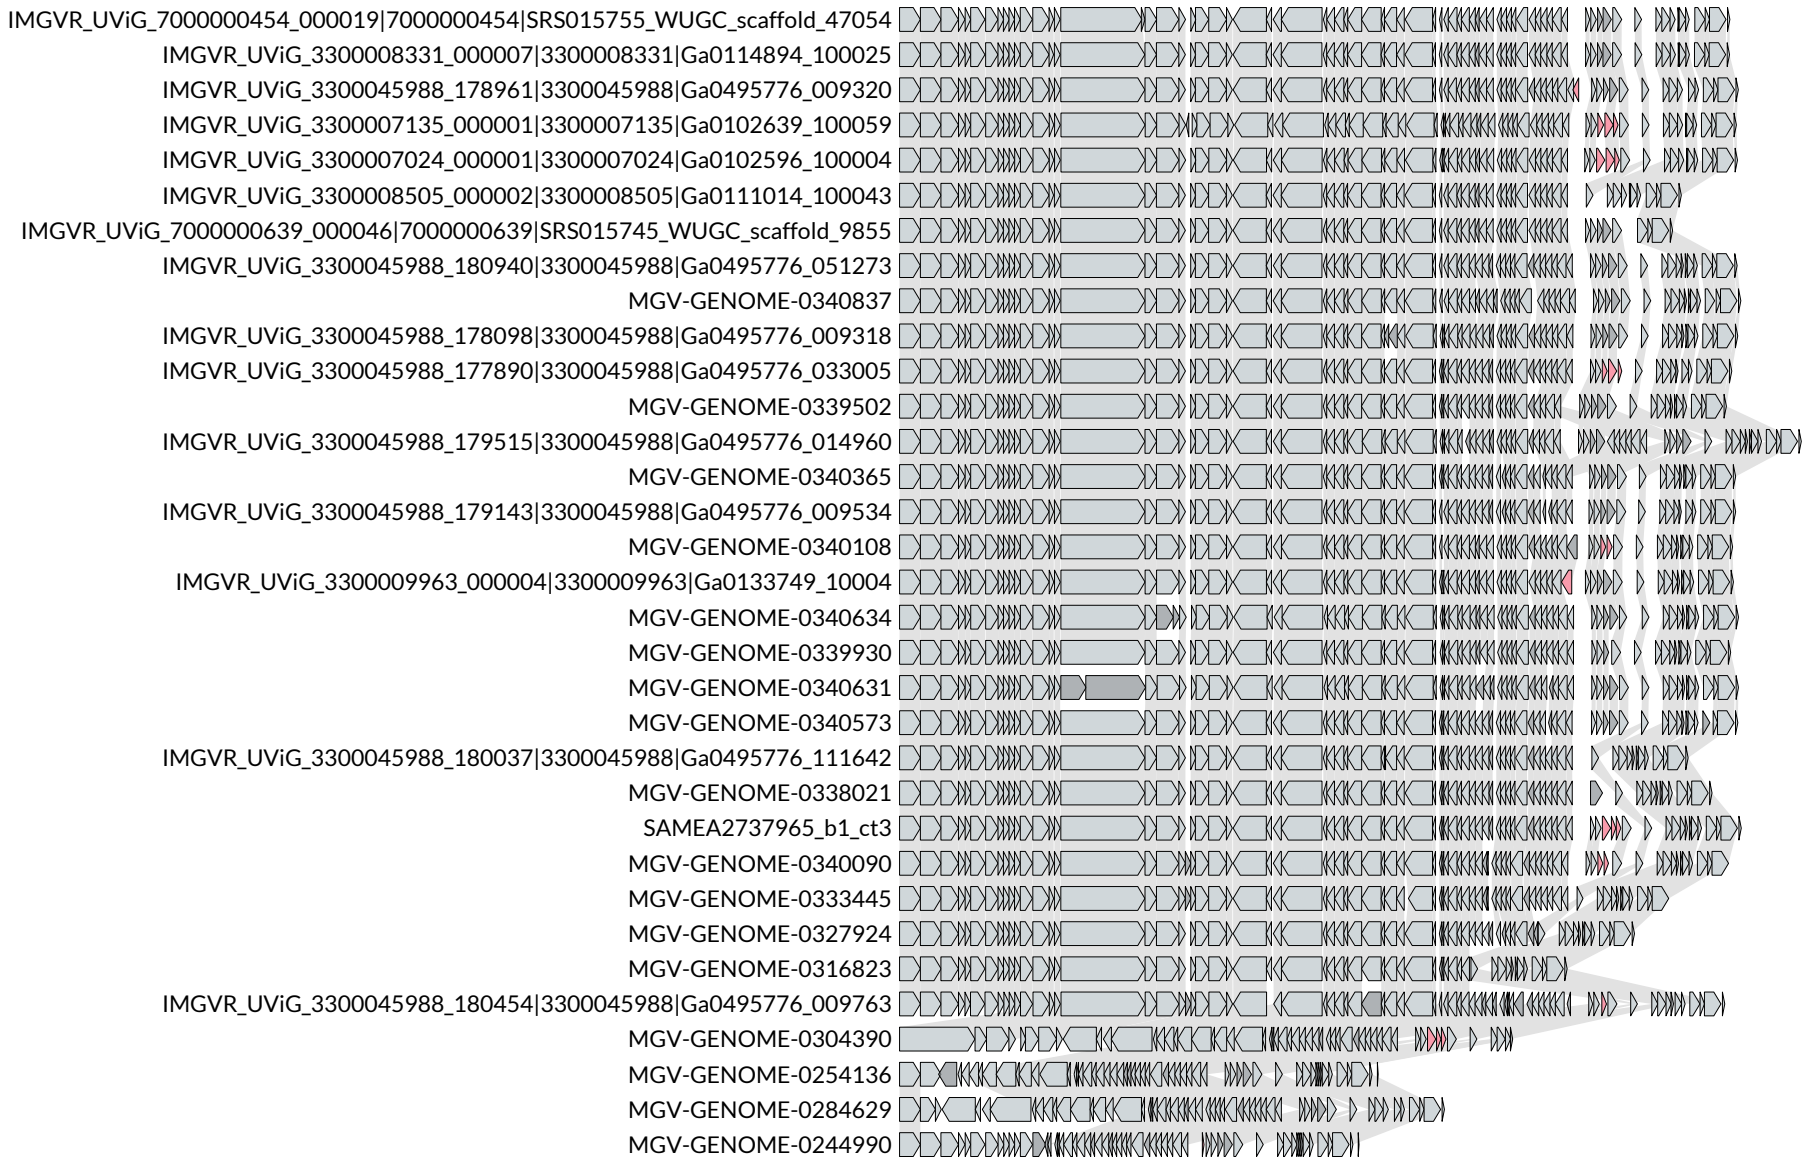 IMGVR_UViG_7000000454_000019|7000000454|SRS015755_WUGC_scaffold_47054
IMGVR_UViG_3300008331_000007|3300008331|Ga0114894_100025
IMGVR_UViG_3300045988_178961|3300045988|Ga0495776_009320
IMGVR_UViG_3300007135_000001|3300007135|Ga0102639_100059
IMGVR_UViG_3300007024_000001|3300007024|Ga0102596_100004
IMGVR_UViG_3300008505_000002|3300008505|Ga0111014_100043
IMGVR_UViG_7000000639_000046|7000000639|SRS015745_WUGC_scaffold_9855
IMGVR_UViG_3300045988_180940|3300045988|Ga0495776_051273
MGV-GENOME-0340837
IMGVR_UViG_3300045988_178098|3300045988|Ga0495776_009318
IMGVR_UViG_3300045988_177890|3300045988|Ga0495776_033005
MGV-GENOME-0339502
IMGVR_UViG_3300045988_179515|3300045988|Ga0495776_014960
MGV-GENOME-0340365
IMGVR_UViG_3300045988_179143|3300045988|Ga0495776_009534
MGV-GENOME-0340108
IMGVR_UViG_3300009963_000004|3300009963|Ga0133749_10004
MGV-GENOME-0340634
MGV-GENOME-0339930
MGV-GENOME-0340631
MGV-GENOME-0340573
IMGVR_UViG_3300045988_180037|3300045988|Ga0495776_111642
MGV-GENOME-0338021
SAMEA2737965_b1_ct3
MGV-GENOME-0340090
MGV-GENOME-0333445
MGV-GENOME-0327924
MGV-GENOME-0316823
IMGVR_UViG_3300045988_180454|3300045988|Ga0495776_009763
MGV-GENOME-0304390
MGV-GENOME-0254136
MGV-GENOME-0284629
MGV-GENOME-0244990